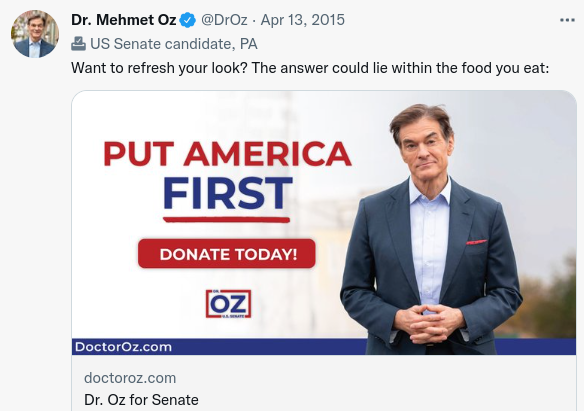 Dr. Mehmet Oz @DrOz · Apr 13, 2015
US Senate candidate, PA
Want to refresh your look? The answer could lie within the food you eat:
PUT AMERICA
FIRST
DONATE TODAY!
DR.
OZ
U.S. SENATE
DoctorOz.com
doctoroz.com
Dr. Oz for Senate